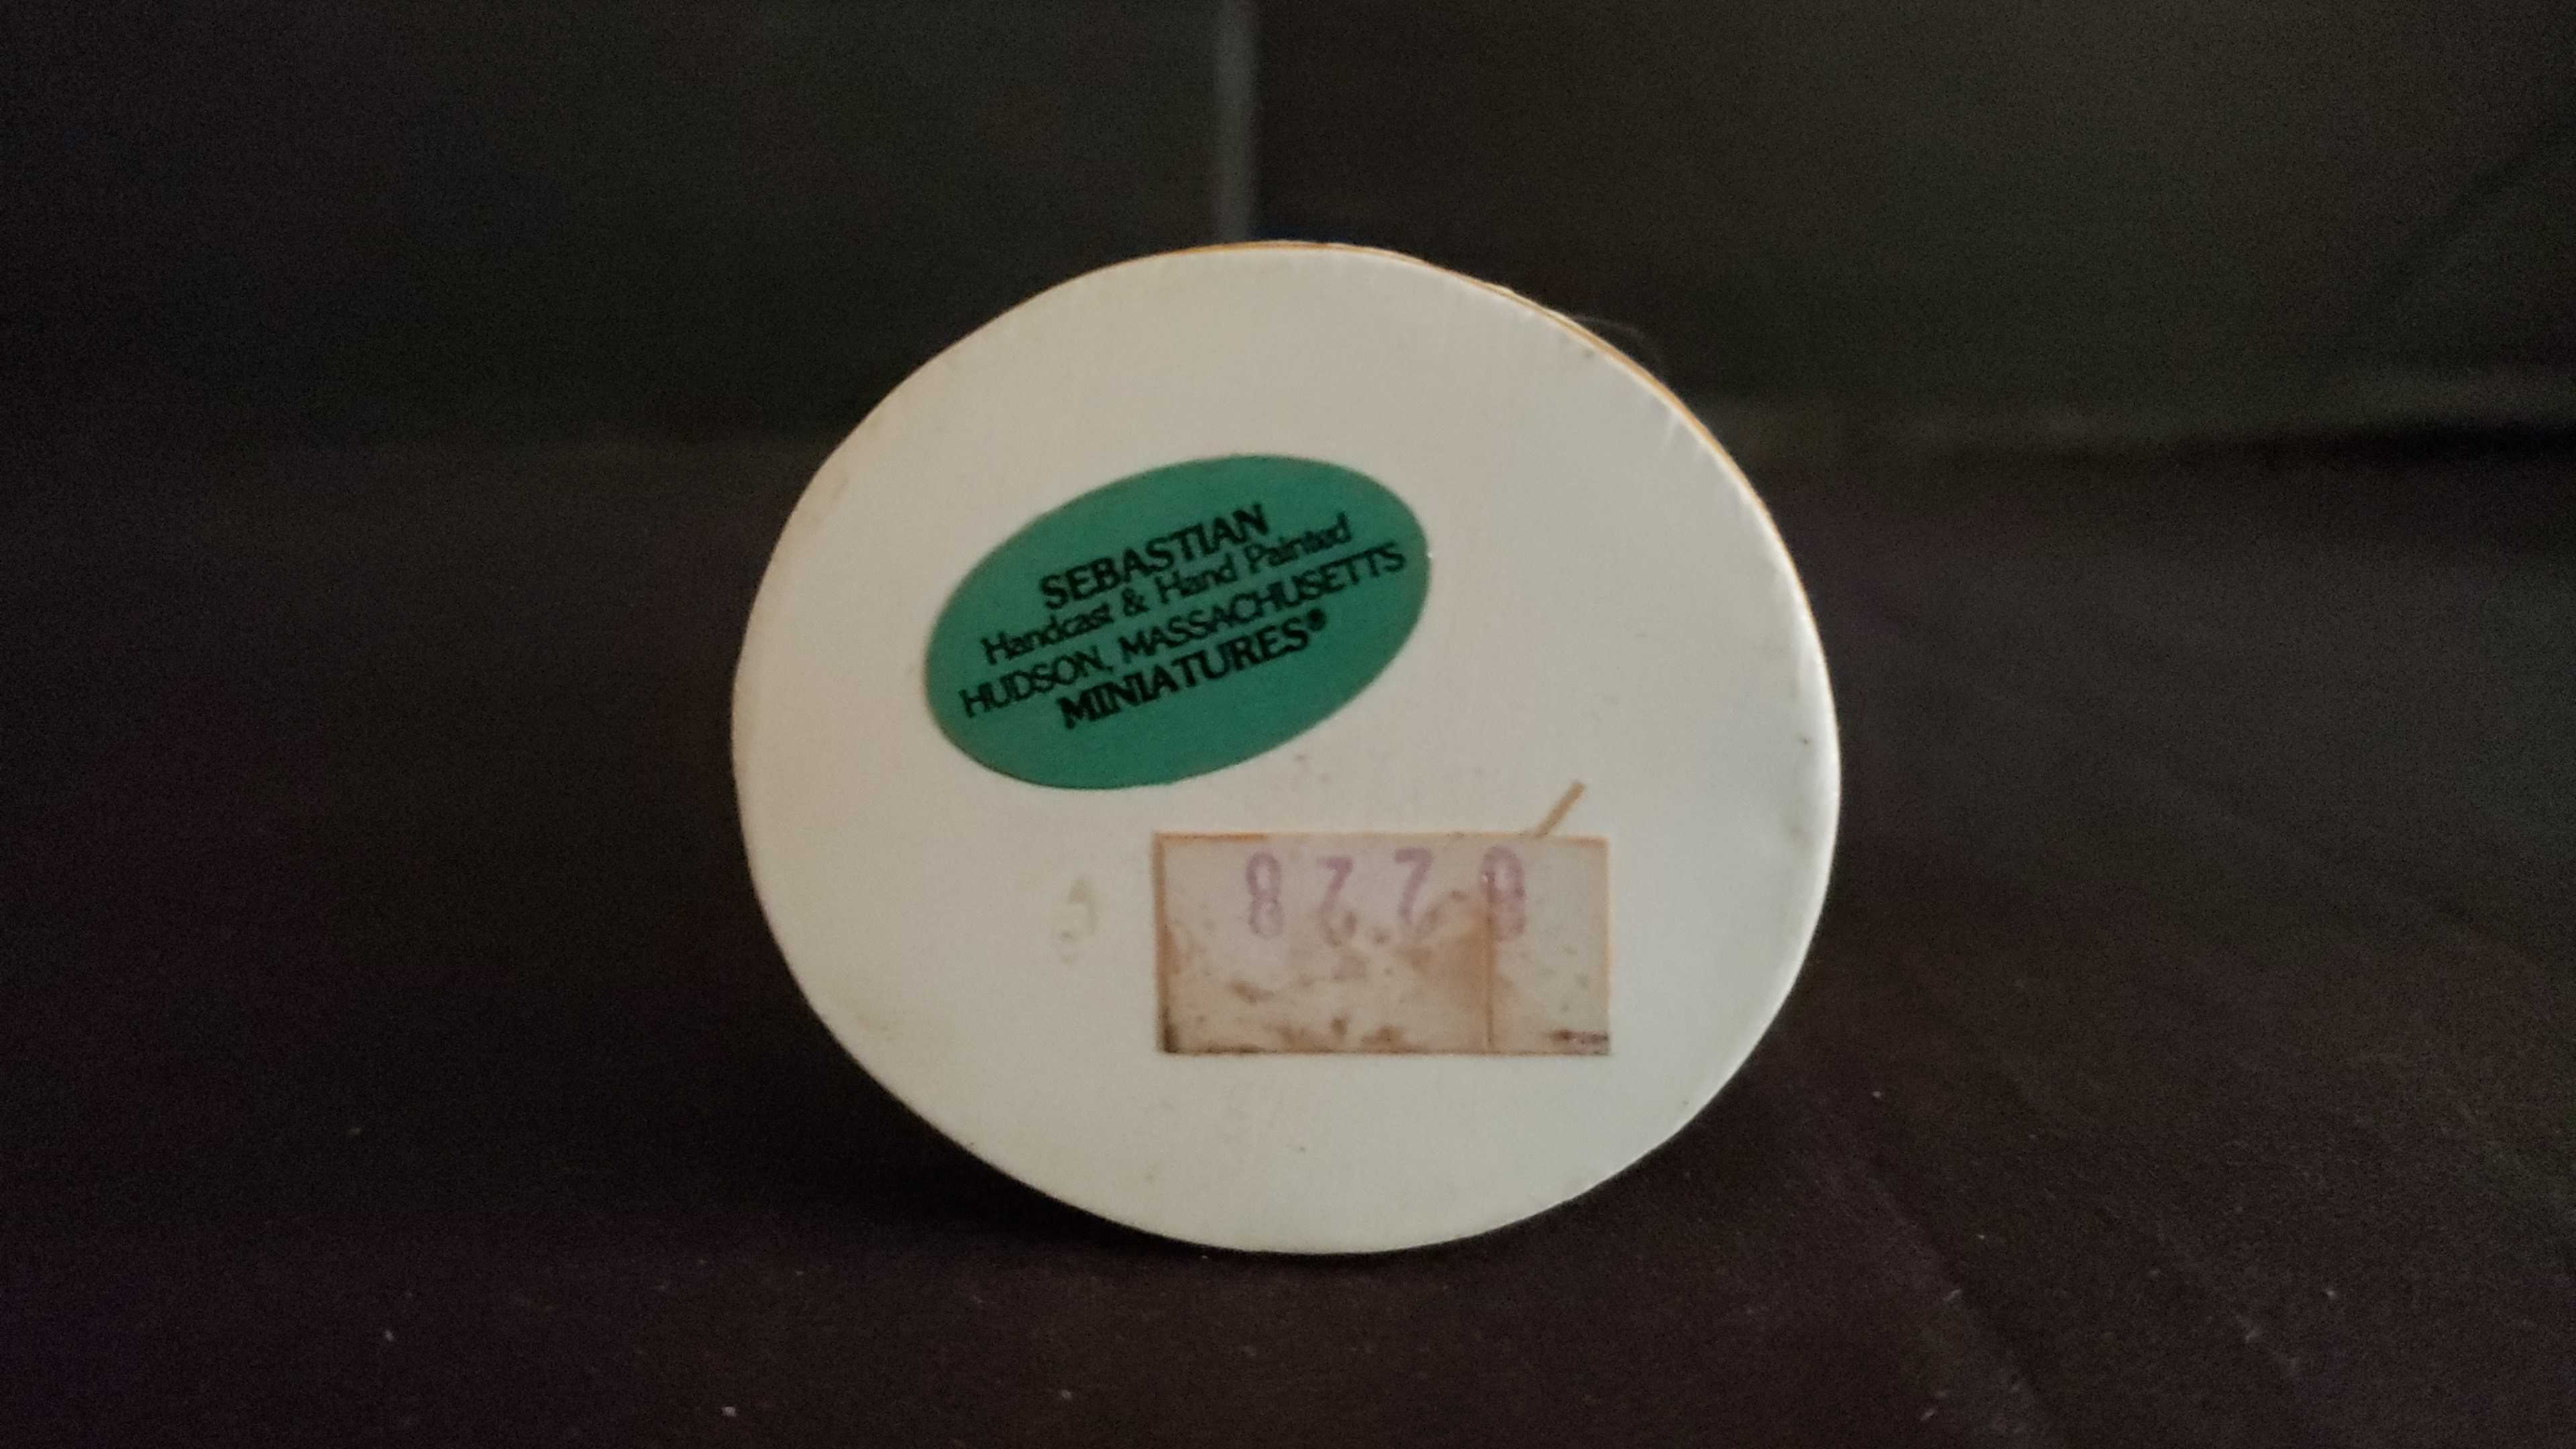 SEBASTIAN
Handcast & Hand Painted
HUDSON, MASSACHUSETTS
MINIATURES®